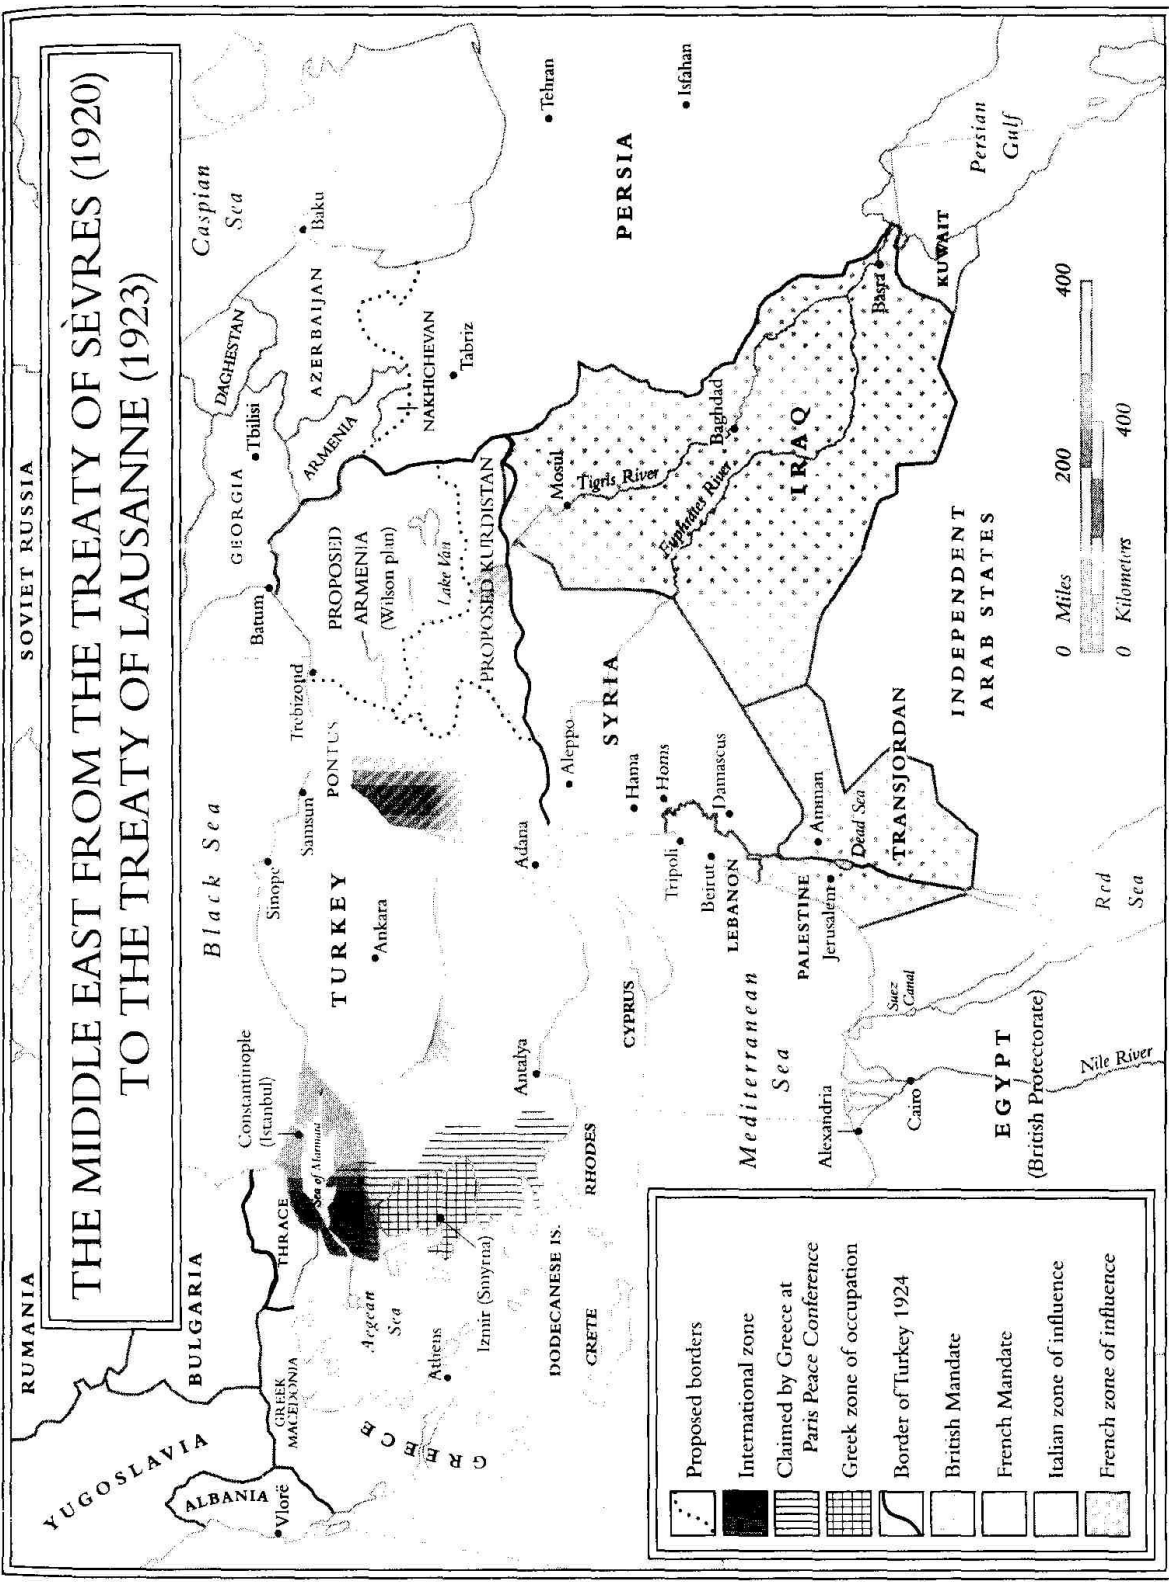 THE MIDDLE EAST FROM THE TREATY OF SÈVRES (1920)
TO THE TREATY OF LAUSANNE (1923)
SOVIET RUSSIA
RUMANIA
YUGOSLAVIA
BULGARIA
ALBANIA
Vlorë
GREEK
MACEDONIA
GREECE
Athens
THRACE
Aegean
Sea
Constantinople
(Istanbul)
Sea of Marmara
Izmir (Smyrna)
DODECANESE IS.
CRETE
RHODES
Black Sea
Sinope
Samsun
PONTUS
Trebizond
Batum
TURKEY
Ankara
Antalya
Adana
GEORGIA
Tbilisi
DAGHESTAN
Caspian
Sea
Baku
AZERBAIJAN
ARMENIA
NAKHICHEVAN
Tabriz
PROPOSED
ARMENIA
(Wilson plan)
Lake Van
PROPOSED KURDISTAN
Tehran
Isfahan
PERSIA
Mosul
Tigris River
Baghdad
Euphrates River
IRAQ
Basra
KUWAIT
Persian
Gulf
SYRIA
Aleppo
Hama
Homs
Tripoli
Damascus
Beirut
LEBANON
CYPRUS
Mediterranean
Sea
PALESTINE
Jerusalem
Amman
Dead Sea
TRANSJORDAN
INDEPENDENT
ARAB STATES
Red
Sea
Suez
Canal
Alexandria
Cairo
EGYPT
(British Protectorate)
Nile River
0 Miles 200 400
0 Kilometers 400
Proposed borders
International zone
Claimed by Greece at
Paris Peace Conference
Greek zone of occupation
Border of Turkey 1924
British Mandate
French Mandate
Italian zone of influence
French zone of influence